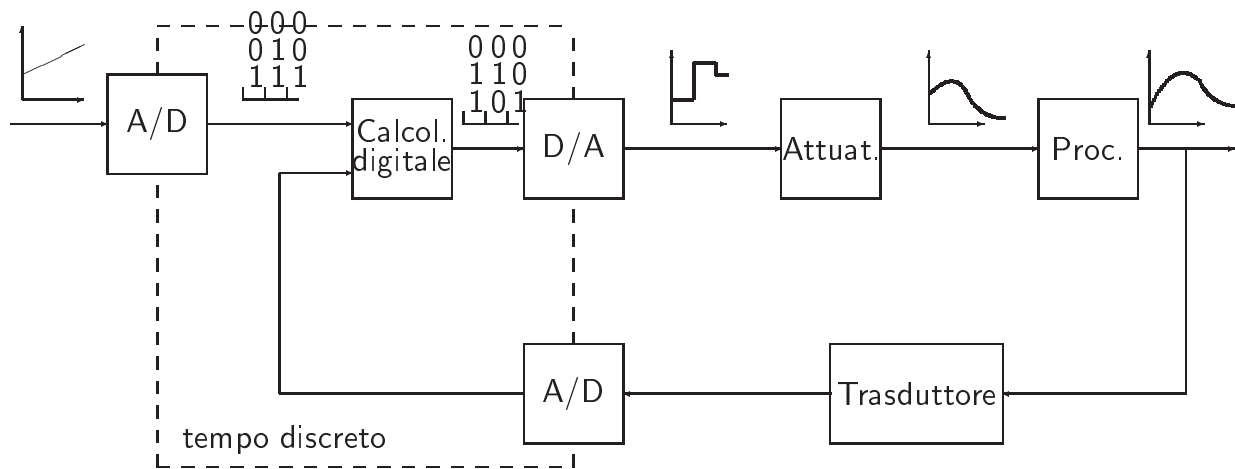 000
010
111
000
110
101
A/D
Calcol.
digitale
D/A
Attuat.
Proc.
A/D
Trasduttore
tempo discreto